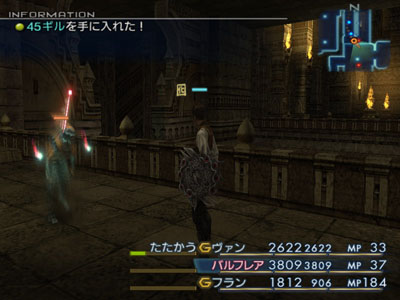 INFORMATION
45ギルを手に入れた！
N
たたかう Gヴァン 2622 2622 MP 33
バルフレア 3809 3809 MP 37
Gフラン 1812 906 MP 184